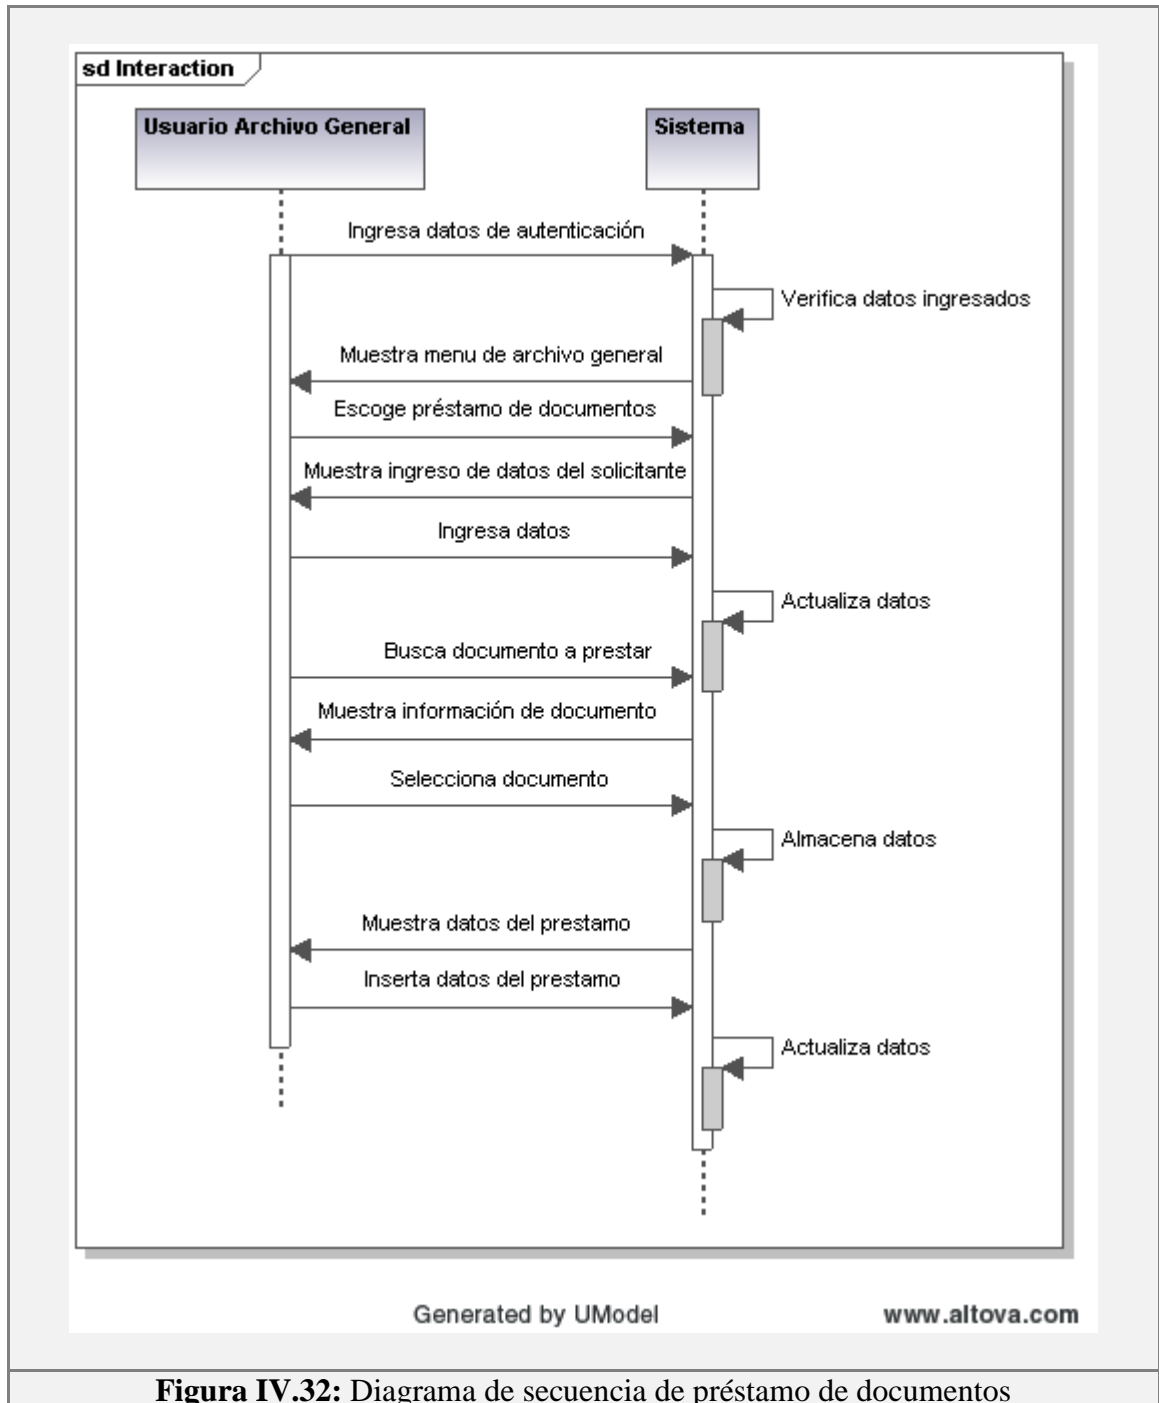 sd Interaction
Usuario Archivo General
Sistema
Ingresa datos de autenticación
Verifica datos ingresados
Muestra menu de archivo general
Escoge préstamo de documentos
Muestra ingreso de datos del solicitante
Ingresa datos
Actualiza datos
Busca documento a prestar
Muestra información de documento
Selecciona documento
Almacena datos
Muestra datos del prestamo
Inserta datos del prestamo
Actualiza datos
Generated by UModel
www.altova.com
Figura IV.32: Diagrama de secuencia de préstamo de documentos